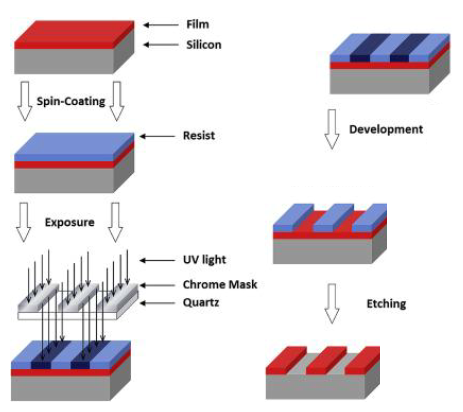 Film
Silicon
Spin-Coating
Resist
Exposure
UV light
Chrome Mask
Quartz
Development
Etching